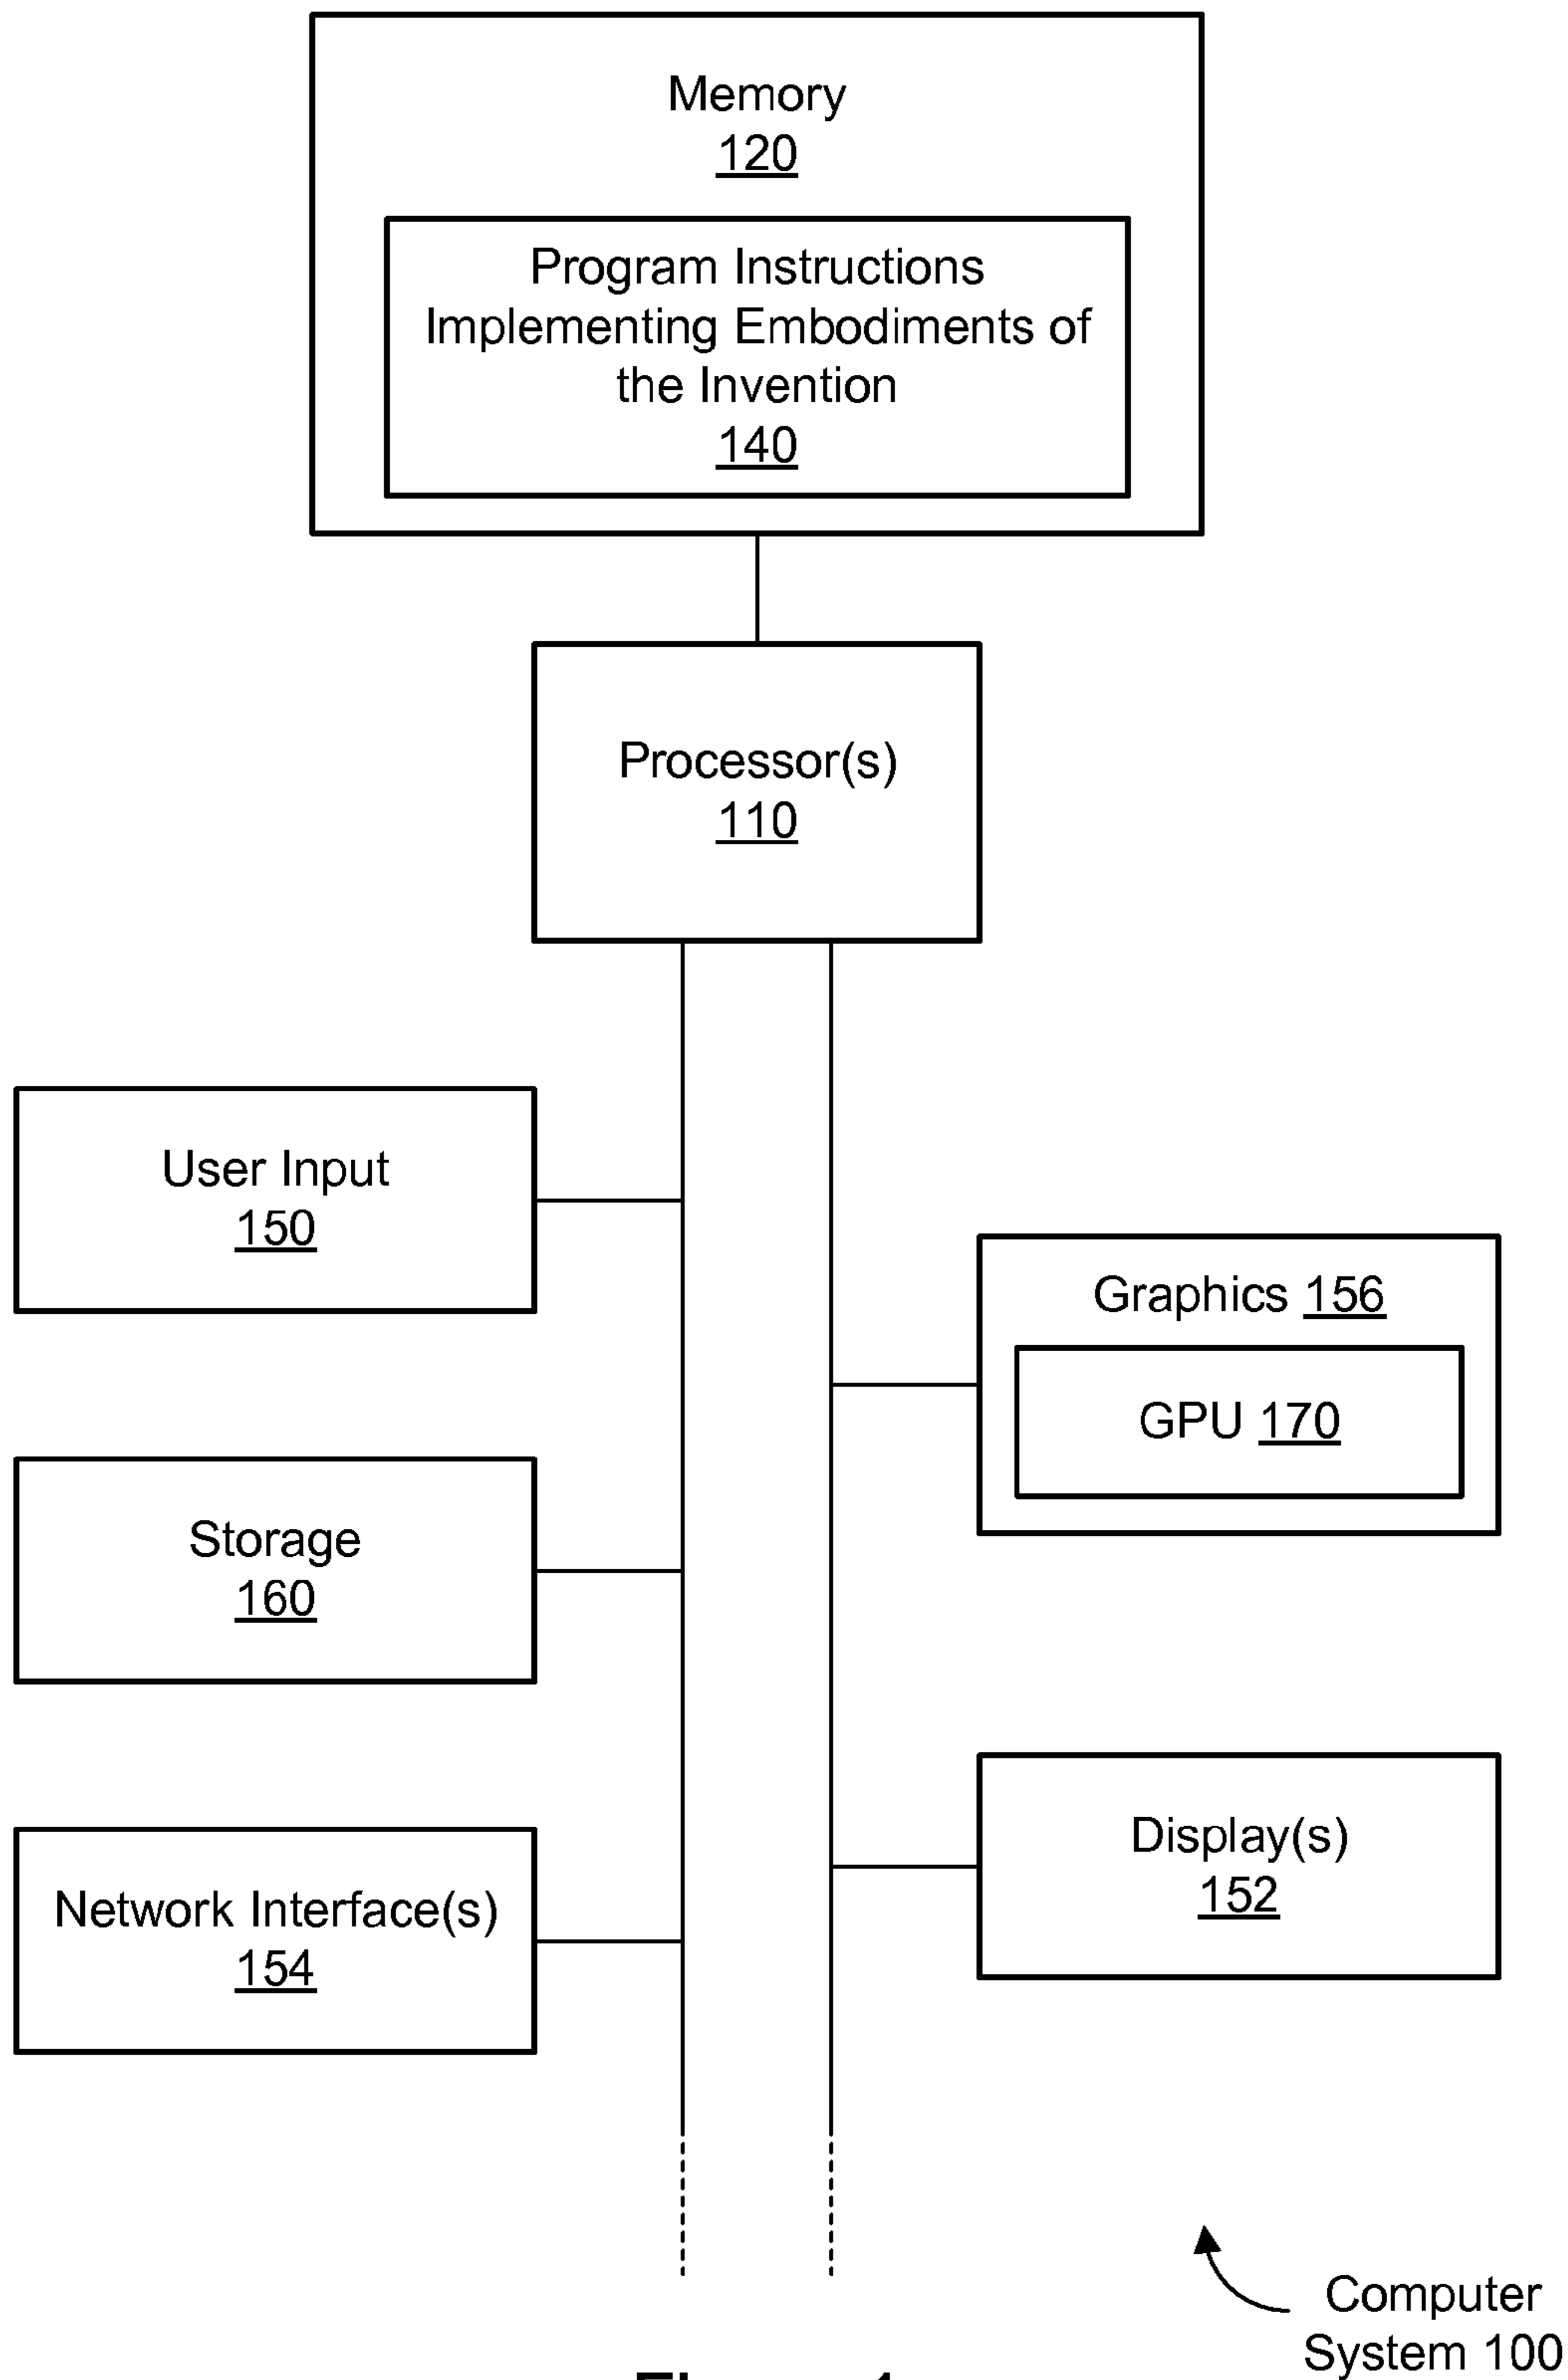 Memory
120
Program Instructions
Implementing Embodiments of
the Invention
140
Processor(s)
110
User Input
150
Graphics 156
GPU 170
Storage
160
Display(s)
152
Network Interface(s)
154
Computer
System 100